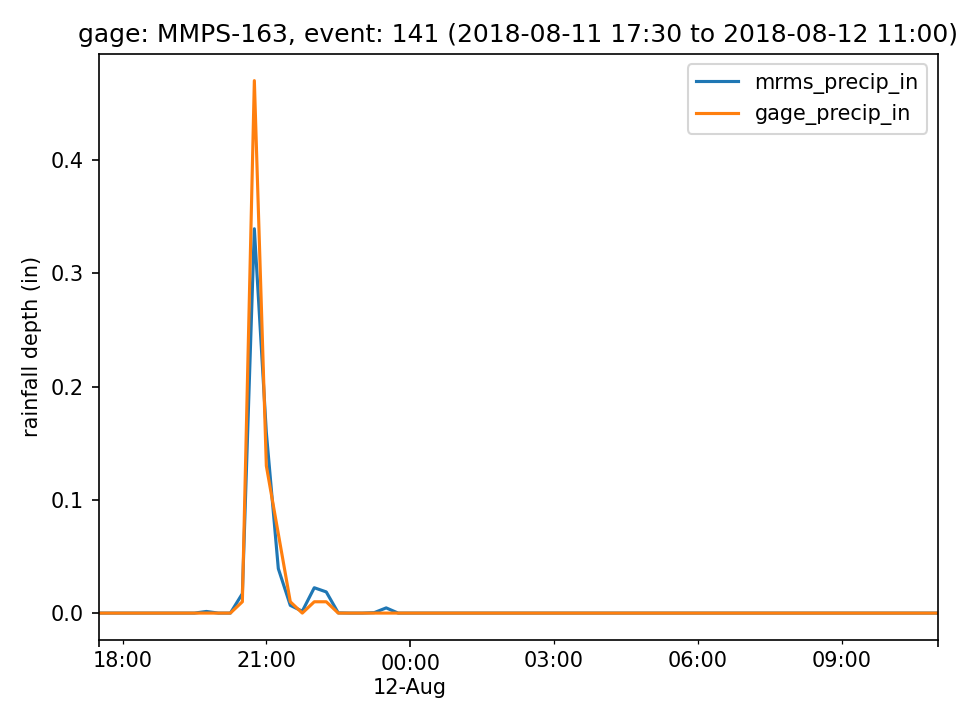 gage: MMPS-163, event: 141 (2018-08-11 17:30 to 2018-08-12 11:00)
mrms_precip_in
gage_precip_in
rainfall depth (in)
0.4
0.3
0.2
0.1
0.0
18:00 21:00 00:00 03:00 06:00 09:00
12-Aug